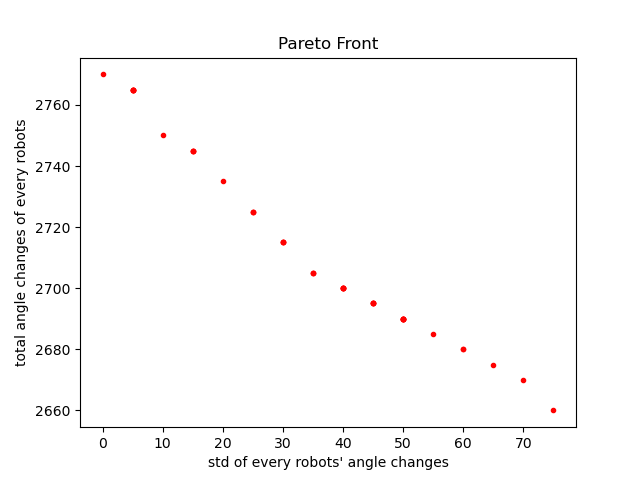 Pareto Front
total angle changes of every robots
2760
2740
2720
2700
2680
2660
0 10 20 30 40 50 60 70
std of every robots' angle changes